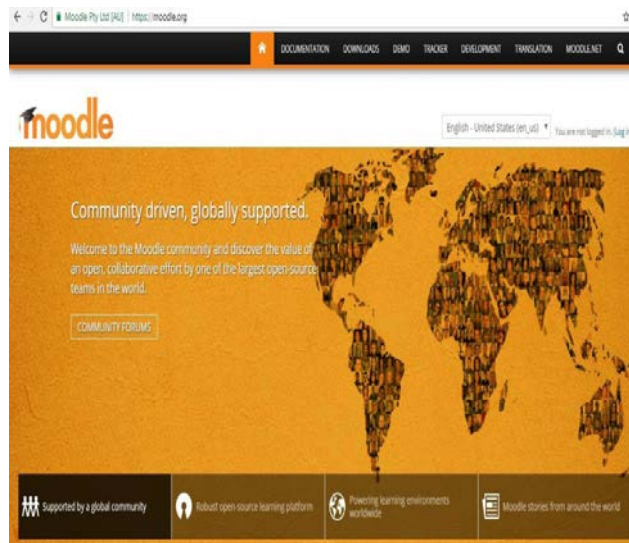 Moodle Pty Ltd [AU] https://moodle.org
DOCUMENTATION DOWNLOADS DEMO TRACKER DEVELOPMENT TRANSLATION MOODLE.NET
moodle
English - United States (en_us) You are not logged in. (Log i
Community driven, globally supported.
Welcome to the Moodle community and discover the value of
an open, collaborative effort by one of the largest open-source
teams in the world.
COMMUNITY FORUMS
Supported by a global community
Robust open-source learning platform
Powering learning environments
worldwide
Moodle stories from around the world